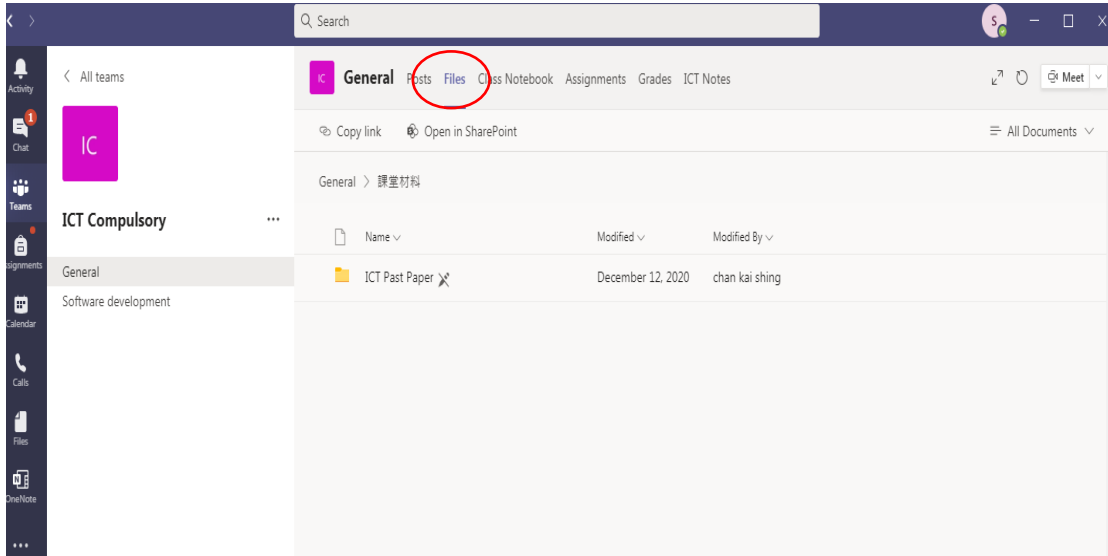 Search
S
Activity
Chat
1
Teams
ssignments
Calendar
Calls
Files
OneNote
All teams
IC
ICT Compulsory
General
Software development
IC
General Posts Files Class Notebook Assignments Grades ICT Notes
Meet
Copy link Open in SharePoint
All Documents
General > 課堂材料
Name Modified Modified By
ICT Past Paper December 12, 2020 chan kai shing